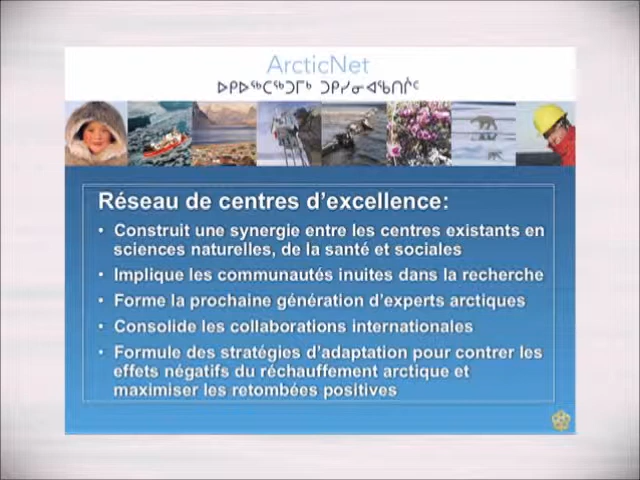 ArcticNet
ᐅᑭᐅᖅᑕᖅᑐᒥᒃ ᑐᑭᓯᓂᐊᕐᑎᒌᑦ
Réseau de centres d'excellence:
• Construit une synergie entre les centres existants en
sciences naturelles, de la santé et sociales
• Implique les communautés inuites dans la recherche
• Forme la prochaine génération d'experts arctiques
• Consolide les collaborations internationales
• Formule des stratégies d'adaptation pour contrer les
effets négatifs du réchauffement arctique et
maximiser les retombées positives